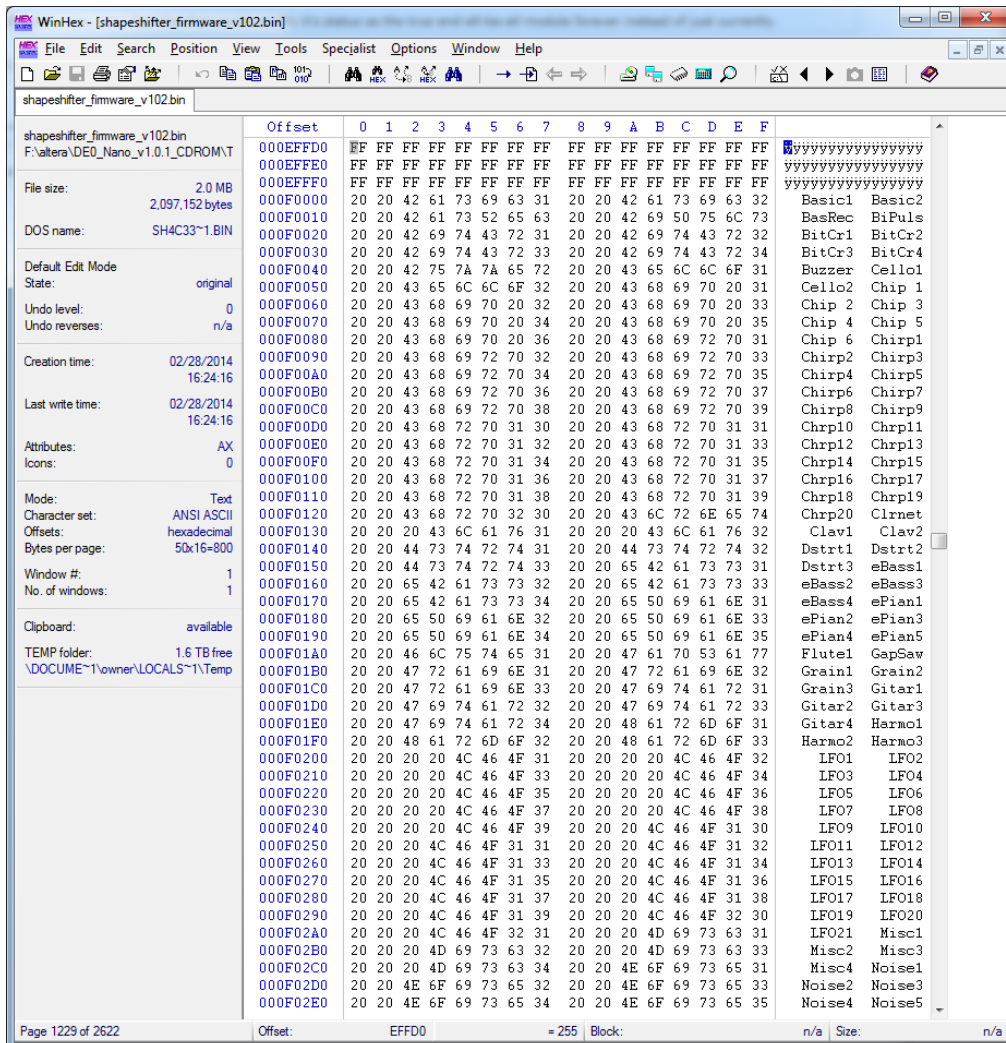 WinHex - [shapeshifter_firmware_v102.bin]
File Edit Search Position View Tools Specialist Options Window Help
shapeshifter_firmware_v102.bin
shapeshifter_firmware_v102.bin
F:\altera\DE0_Nano_v1.0.1_CDROM\T
File size: 2.0 MB
2,097,152 bytes
DOS name: SH4C33~1.BIN
Default Edit Mode
State: original
Undo level: 0
Undo reverses: n/a
Creation time: 02/28/2014
16:24:16
Last write time: 02/28/2014
16:24:16
Attributes: AX
Icons: 0
Mode: Text
Character set: ANSI ASCII
Offsets: hexadecimal
Bytes per page: 50x16=800
Window #: 1
No. of windows: 1
Clipboard: available
TEMP folder: 1.6 TB free
\DOCUME~1\owner\LOCALS~1\Temp
Offset 0 1 2 3 4 5 6 7 8 9 A B C D E F
000EFFD0 FF FF FF FF FF FF FF FF FF FF FF FF FF FF FF FF ÿÿÿÿÿÿÿÿÿÿÿÿÿÿÿÿ
000EFFE0 FF FF FF FF FF FF FF FF FF FF FF FF FF FF FF FF ÿÿÿÿÿÿÿÿÿÿÿÿÿÿÿÿ
000EFFF0 FF FF FF FF FF FF FF FF FF FF FF FF FF FF FF FF ÿÿÿÿÿÿÿÿÿÿÿÿÿÿÿÿ
000F0000 20 20 42 61 73 69 63 31 20 20 42 61 73 69 63 32 Basic1 Basic2
000F0010 20 20 42 61 73 52 65 63 20 20 42 69 50 75 6C 73 BasRec BiPuls
000F0020 20 20 42 69 74 43 72 31 20 20 42 69 74 43 72 32 BitCr1 BitCr2
000F0030 20 20 42 69 74 43 72 33 20 20 42 69 74 43 72 34 BitCr3 BitCr4
000F0040 20 20 42 75 7A 7A 65 72 20 20 43 65 6C 6C 6F 31 Buzzer Cello1
000F0050 20 20 43 65 6C 6C 6F 32 20 20 43 68 69 70 20 31 Cello2 Chip 1
000F0060 20 20 43 68 69 70 20 32 20 20 43 68 69 70 20 33 Chip 2 Chip 3
000F0070 20 20 43 68 69 70 20 34 20 20 43 68 69 70 20 35 Chip 4 Chip 5
000F0080 20 20 43 68 69 70 20 36 20 20 43 68 69 72 70 31 Chip 6 Chirp1
000F0090 20 20 43 68 69 72 70 32 20 20 43 68 69 72 70 33 Chirp2 Chirp3
000F00A0 20 20 43 68 69 72 70 34 20 20 43 68 69 72 70 35 Chirp4 Chirp5
000F00B0 20 20 43 68 69 72 70 36 20 20 43 68 69 72 70 37 Chirp6 Chirp7
000F00C0 20 20 43 68 69 72 70 38 20 20 43 68 69 72 70 39 Chirp8 Chirp9
000F00D0 20 20 43 68 72 70 31 30 20 20 43 68 72 70 31 31 Chrp10 Chrp11
000F00E0 20 20 43 68 72 70 31 32 20 20 43 68 72 70 31 33 Chrp12 Chrp13
000F00F0 20 20 43 68 72 70 31 34 20 20 43 68 72 70 31 35 Chrp14 Chrp15
000F0100 20 20 43 68 72 70 31 36 20 20 43 68 72 70 31 37 Chrp16 Chrp17
000F0110 20 20 43 68 72 70 31 38 20 20 43 68 72 70 31 39 Chrp18 Chrp19
000F0120 20 20 43 68 72 70 32 30 20 20 43 6C 72 6E 65 74 Chrp20 Clrnet
000F0130 20 20 20 43 6C 61 76 31 20 20 20 43 6C 61 76 32 Clav1 Clav2
000F0140 20 20 44 73 74 72 74 31 20 20 44 73 74 72 74 32 Dstrt1 Dstrt2
000F0150 20 20 44 73 74 72 74 33 20 20 65 42 61 73 73 31 Dstrt3 eBass1
000F0160 20 20 65 42 61 73 73 32 20 20 65 42 61 73 73 33 eBass2 eBass3
000F0170 20 20 65 42 61 73 73 34 20 20 65 50 69 61 6E 31 eBass4 ePian1
000F0180 20 20 65 50 69 61 6E 32 20 20 65 50 69 61 6E 33 ePian2 ePian3
000F0190 20 20 65 50 69 61 6E 34 20 20 65 50 69 61 6E 35 ePian4 ePian5
000F01A0 20 20 46 6C 75 74 65 31 20 20 47 61 70 53 61 77 Flute1 GapSaw
000F01B0 20 20 47 72 61 69 6E 31 20 20 47 72 61 69 6E 32 Grain1 Grain2
000F01C0 20 20 47 72 61 69 6E 33 20 20 47 69 74 61 72 31 Grain3 Gitar1
000F01D0 20 20 47 69 74 61 72 32 20 20 47 69 74 61 72 33 Gitar2 Gitar3
000F01E0 20 20 47 69 74 61 72 34 20 20 48 61 72 6D 6F 31 Gitar4 Harmo1
000F01F0 20 20 48 61 72 6D 6F 32 20 20 48 61 72 6D 6F 33 Harmo2 Harmo3
000F0200 20 20 20 20 4C 46 4F 31 20 20 20 20 4C 46 4F 32 LFO1 LFO2
000F0210 20 20 20 20 4C 46 4F 33 20 20 20 20 4C 46 4F 34 LFO3 LFO4
000F0220 20 20 20 20 4C 46 4F 35 20 20 20 20 4C 46 4F 36 LFO5 LFO6
000F0230 20 20 20 20 4C 46 4F 37 20 20 20 20 4C 46 4F 38 LFO7 LFO8
000F0240 20 20 20 20 4C 46 4F 39 20 20 20 4C 46 4F 31 30 LFO9 LFO10
000F0250 20 20 20 4C 46 4F 31 31 20 20 20 4C 46 4F 31 32 LFO11 LFO12
000F0260 20 20 20 4C 46 4F 31 33 20 20 20 4C 46 4F 31 34 LFO13 LFO14
000F0270 20 20 20 4C 46 4F 31 35 20 20 20 4C 46 4F 31 36 LFO15 LFO16
000F0280 20 20 20 4C 46 4F 31 37 20 20 20 4C 46 4F 31 38 LFO17 LFO18
000F0290 20 20 20 4C 46 4F 31 39 20 20 20 4C 46 4F 32 30 LFO19 LFO20
000F02A0 20 20 20 4C 46 4F 32 31 20 20 20 4D 69 73 63 31 LFO21 Misc1
000F02B0 20 20 20 4D 69 73 63 32 20 20 20 4D 69 73 63 33 Misc2 Misc3
000F02C0 20 20 20 4D 69 73 63 34 20 20 4E 6F 69 73 65 31 Misc4 Noise1
000F02D0 20 20 4E 6F 69 73 65 32 20 20 4E 6F 69 73 65 33 Noise2 Noise3
000F02E0 20 20 4E 6F 69 73 65 34 20 20 4E 6F 69 73 65 35 Noise4 Noise5
Page 1229 of 2622 Offset: EFFD0 = 255 Block: n/a Size: n/a